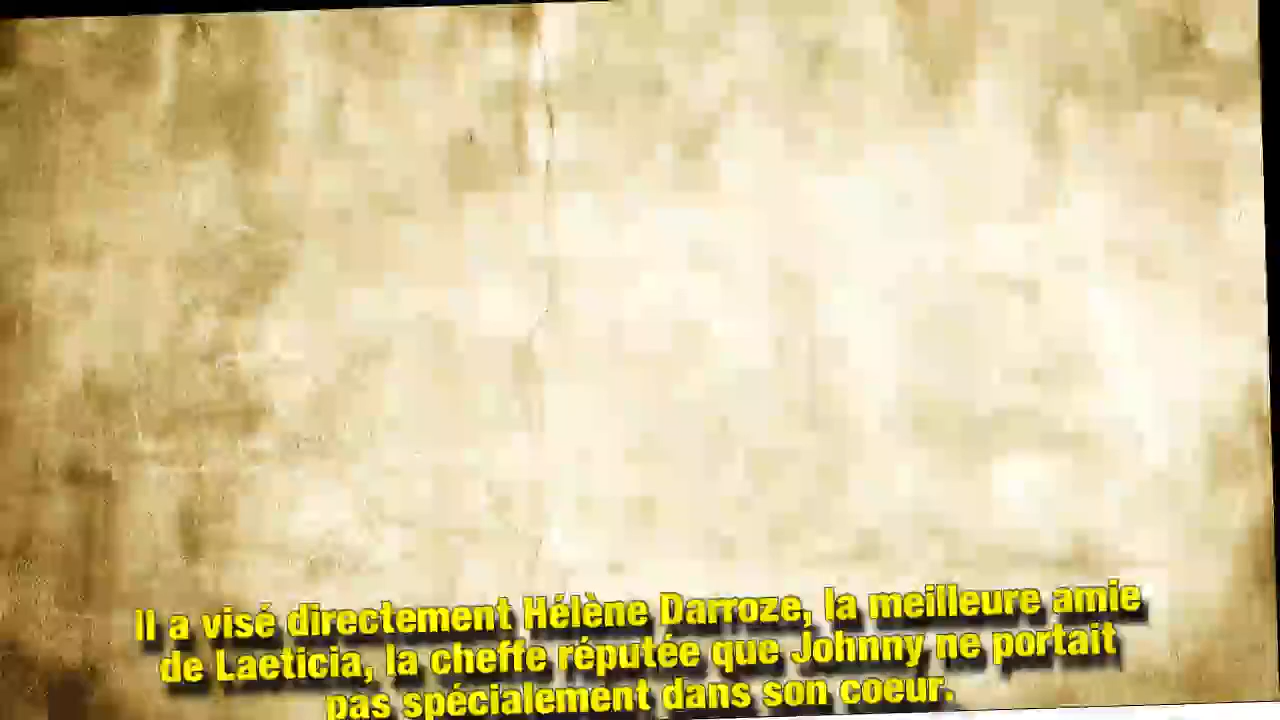 Il a visé directement Hélène Darroze, la meilleure amie
de Laeticia, la cheffe réputée que Johnny ne portait
pas spécialement dans son coeur.